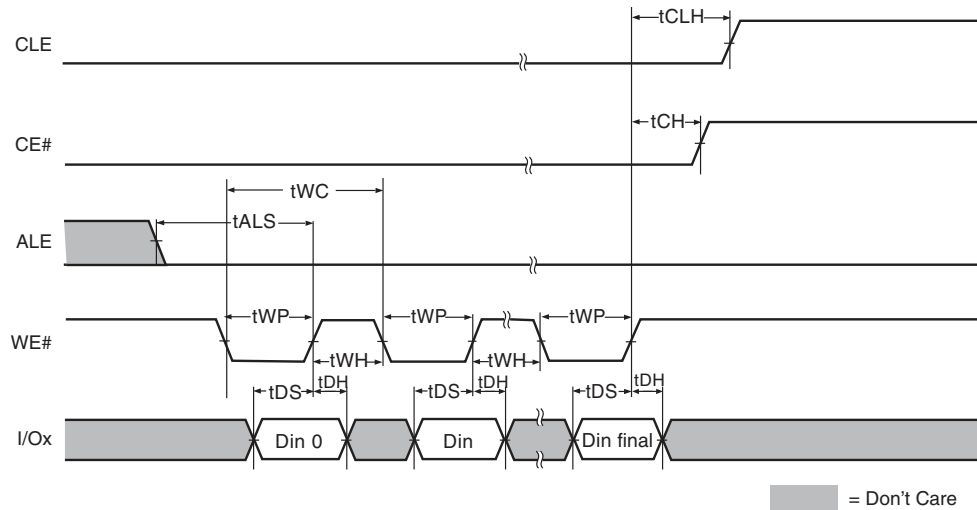 tCLH
CLE
tCH
CE#
tWC
tALS
ALE
tWP tWP tWP
WE#
tWH tWH
tDS tDH tDS tDH tDS tDH
I/Ox Din 0 Din Din final
= Don't Care